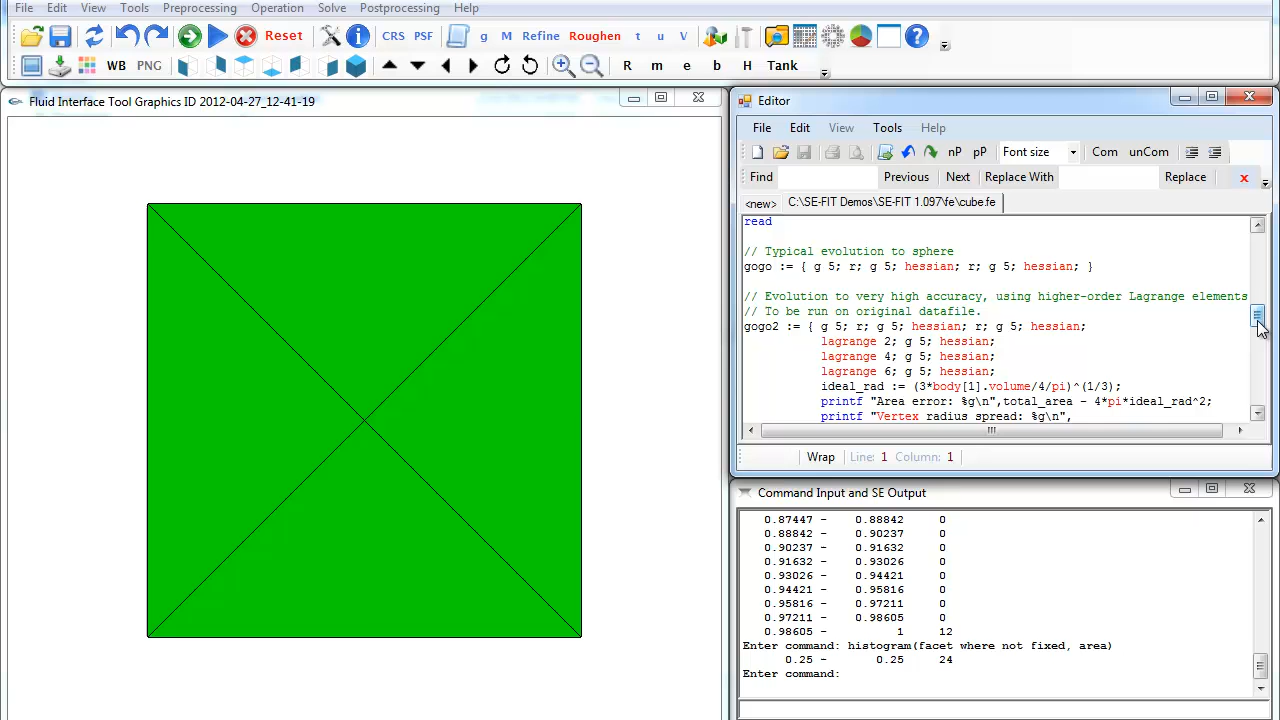 File Edit View Tools Preprocessing Operation Solve Postprocessing Help
Reset CRS PSF g M Refine Roughen t u V
WB PNG R m e b H Tank
Fluid Interface Tool Graphics ID 2012-04-27_12-41-19
Editor
File Edit View Tools Help
nP pP Font size Com unCom
Find Previous Next Replace With Replace x
<new> C:\SE-FIT Demos\SE-FIT 1.097\fe\cube.fe
read
// Typical evolution to sphere
gogo := { g 5; r; g 5; hessian; r; g 5; hessian; }
// Evolution to very high accuracy, using higher-order Lagrange elements
// To be run on original datafile.
gogo2 := { g 5; r; g 5; hessian; r; g 5; hessian;
lagrange 2; g 5; hessian;
lagrange 4; g 5; hessian;
lagrange 6; g 5; hessian;
ideal_rad := (3*body[1].volume/4/pi)^(1/3);
printf "Area error: %g\n",total_area - 4*pi*ideal_rad^2;
printf "Vertex radius spread: %g\n",
Wrap Line: 1 Column: 1
Command Input and SE Output
0.87447 - 0.88842 0
0.88842 - 0.90237 0
0.90237 - 0.91632 0
0.91632 - 0.93026 0
0.93026 - 0.94421 0
0.94421 - 0.95816 0
0.95816 - 0.97211 0
0.97211 - 0.98605 0
0.98605 - 1 12
Enter command: histogram(facet where not fixed, area)
0.25 - 0.25 24
Enter command: